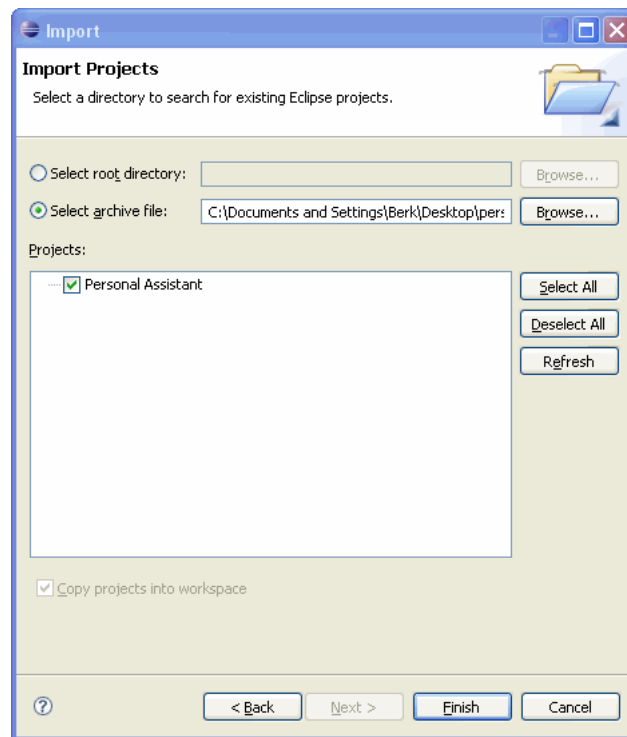 Import
Import Projects
Select a directory to search for existing Eclipse projects.
Select root directory:
Browse...
Select archive file: C:\Documents and Settings\Berk\Desktop\pers Browse...
Projects:
Personal Assistant
Select All
Deselect All
Refresh
Copy projects into workspace
? < Back Next > Finish Cancel